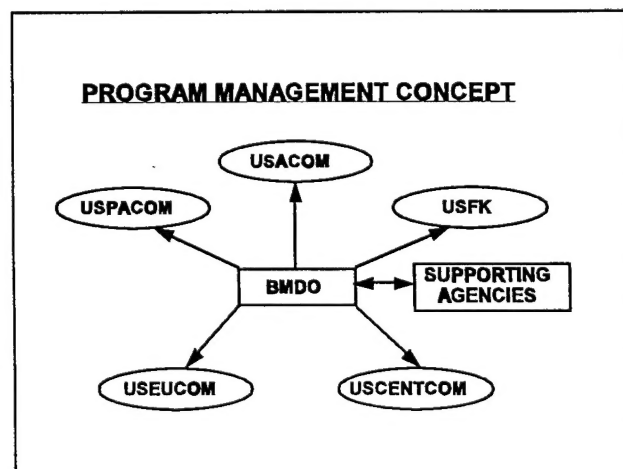 PROGRAM MANAGEMENT CONCEPT
USACOM
USPACOM
USFK
BMDO
SUPPORTING
AGENCIES
USEUCOM
USCENTCOM